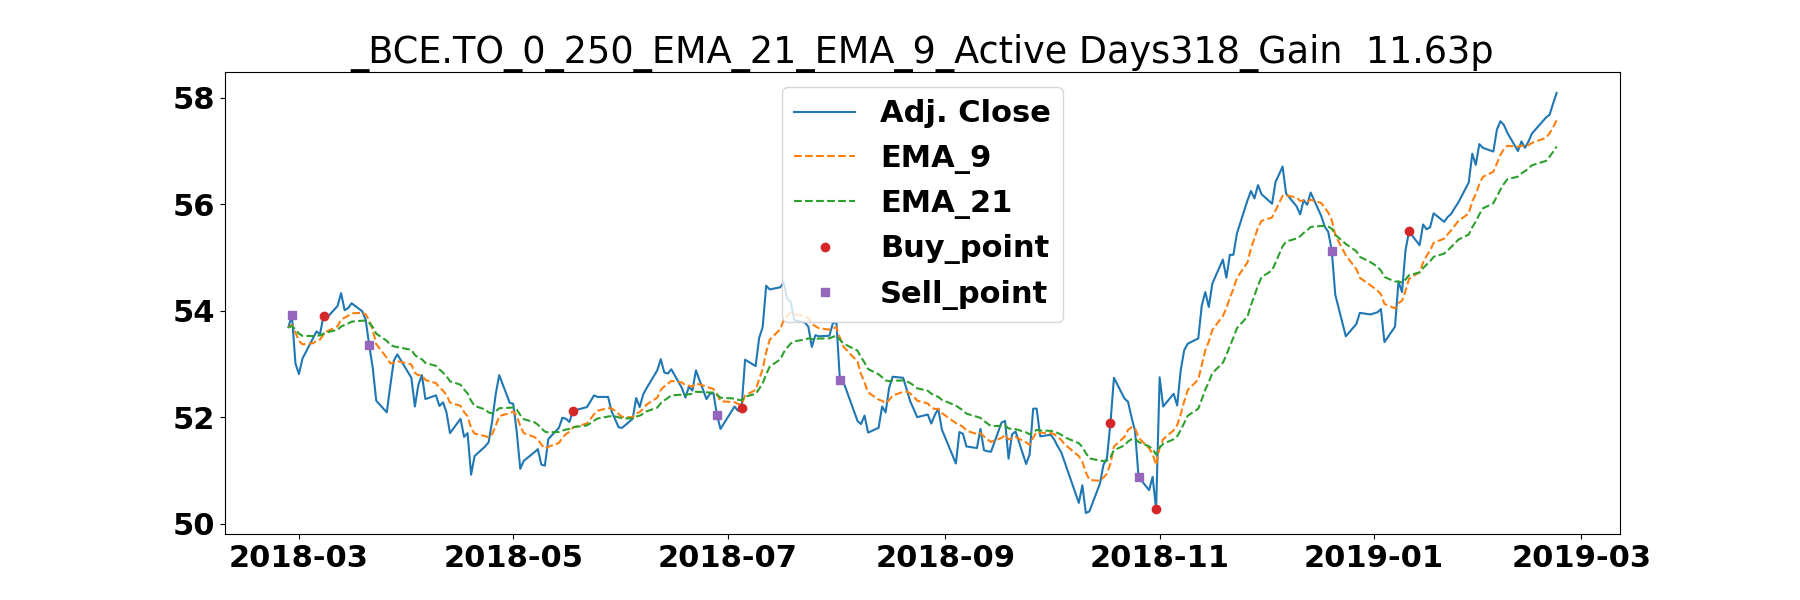 _BCE.TO_0_250_EMA_21_EMA_9_Active Days318_Gain  11.63p
Adj. Close
EMA_9
EMA_21
Buy_point
Sell_point
58
56
54
52
50
2018-03 2018-05 2018-07 2018-09 2018-11 2019-01 2019-03